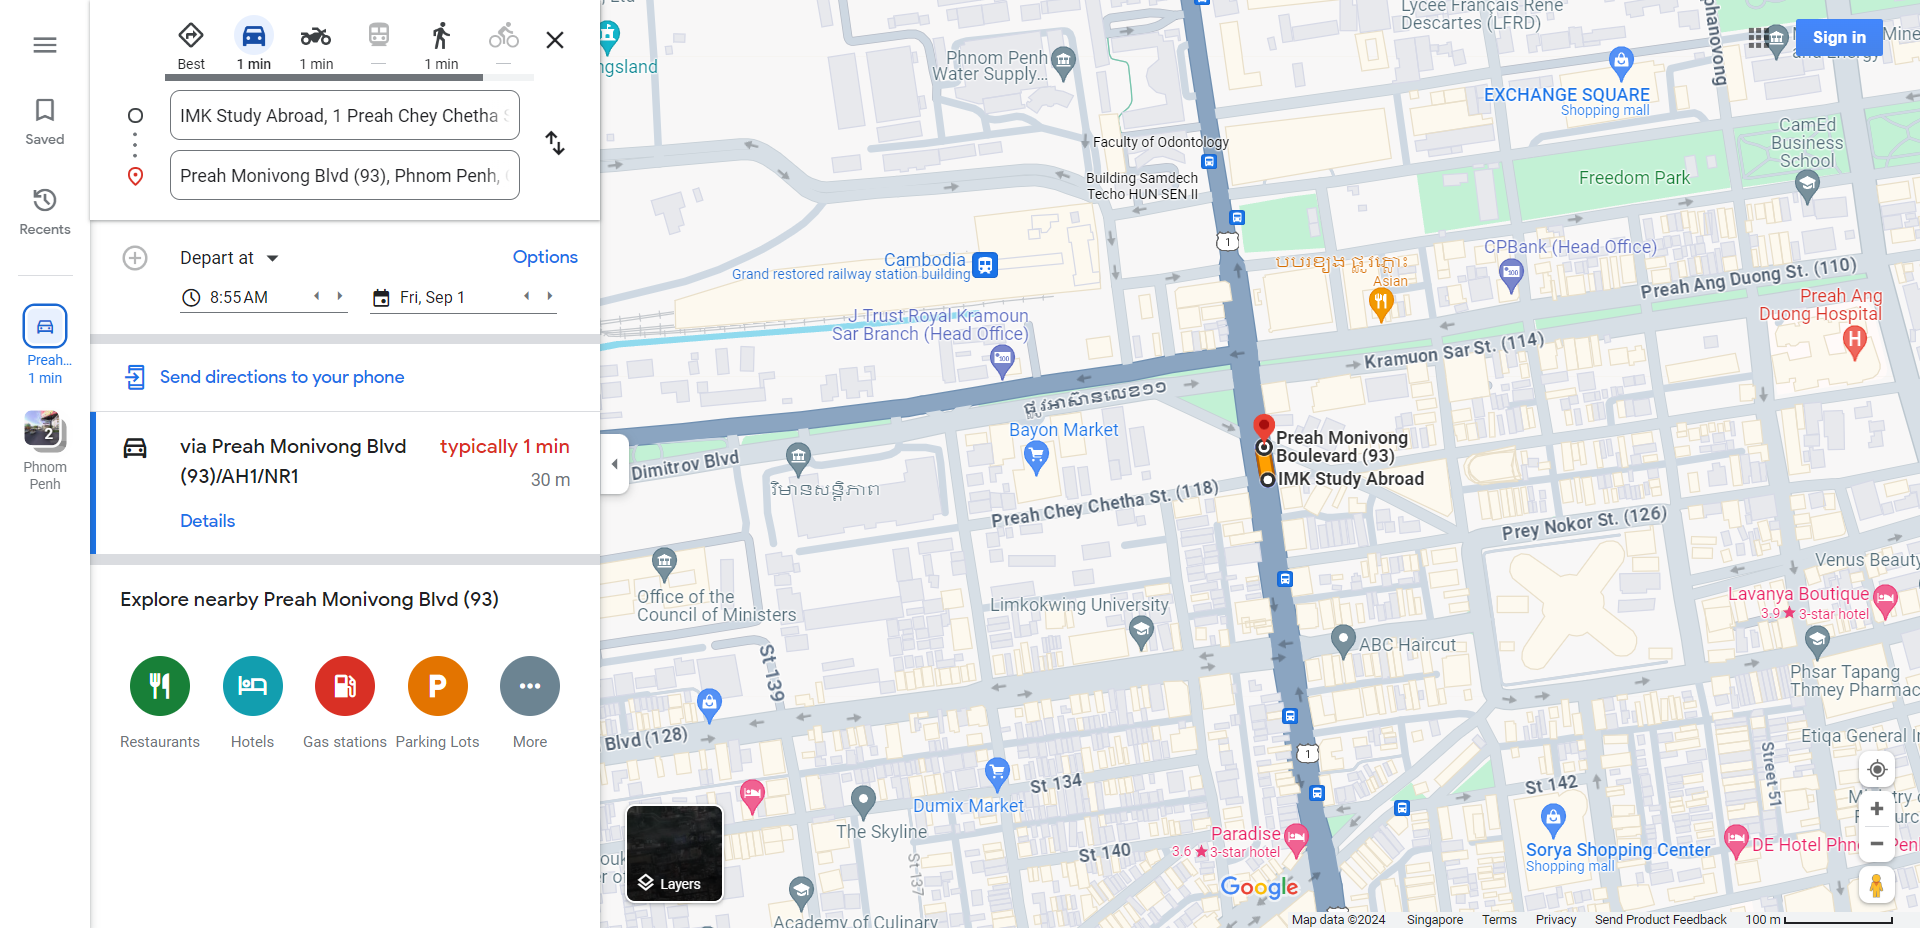 Saved
Recents
Preah...
1 min
2
Phnom
Penh
Best
1 min
1 min
—
1 min
—
IMK Study Abroad, 1 Preah Chey Chetha
Preah Monivong Blvd (93), Phnom Penh,
Depart at
Options
8:55 AM
Fri, Sep 1
Send directions to your phone
via Preah Monivong Blvd
(93)/AH1/NR1
typically 1 min
30 m
Details
Explore nearby Preah Monivong Blvd (93)
Restaurants
Hotels
Gas stations
P
Parking Lots
More
Sign in
Lycée Français René
Descartes (LFRD)
Phnom Penh
Water Supply...
ngsland
EXCHANGE SQUARE
Shopping mall
CamEd
Business
School
Faculty of Odontology
Building Samdech
Techo HUN SEN II
Freedom Park
1
CPBank (Head Office)
Cambodia
Grand restored railway station building
បបរខ្យង ផ្លូវក្លោះ
Asian
Preah Ang Duong St. (110)
Preah Ang
Duong Hospital
H
J Trust Royal Kramoun
Sar Branch (Head Office)
Kramuon Sar St. (114)
ផ្លូវអាស៊ានលេខ១១
Bayon Market
Preah Monivong
Boulevard (93)
IMK Study Abroad
Dimitrov Blvd
វិមានសន្តិភាព
Preah Chey Chetha St. (118)
Prey Nokor St. (126)
Venus Beauty
Office of the
Council of Ministers
Limkokwing University
Lavanya Boutique
3.9★3-star hotel
ABC Haircut
St 139
Phsar Tapang
Thmey Pharmac
Blvd (128)
1
Etiqa General In
Street 51
St 134
St 142
Dumix Market
The Skyline
Paradise
3.6★3-star hotel
St 140
Sorya Shopping Center
Shopping mall
DE Hotel Phn
St 137
Layers
Academy of Culinary
Google
Map data ©2024
Singapore
Terms
Privacy
Send Product Feedback
100 m